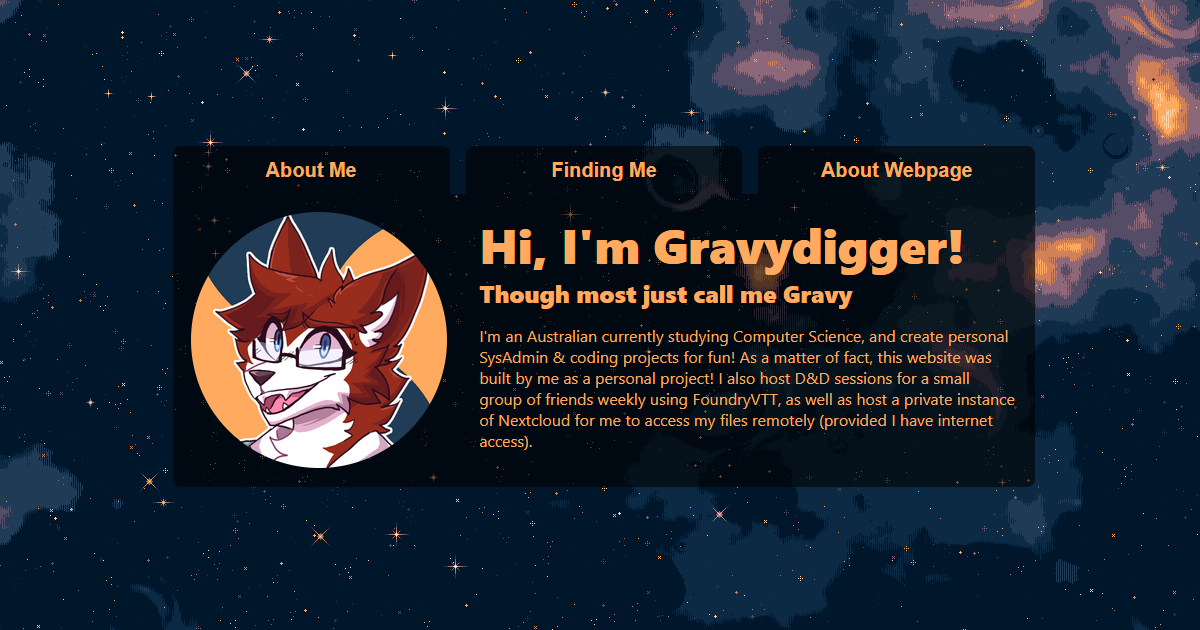 About Me
Finding Me
About Webpage
Hi, I'm Gravydigger!
Though most just call me Gravy
I'm an Australian currently studying Computer Science, and create personal
SysAdmin & coding projects for fun! As a matter of fact, this website was
built by me as a personal project! I also host D&D sessions for a small
group of friends weekly using FoundryVTT, as well as host a private instance
of Nextcloud for me to access my files remotely (provided I have internet
access).